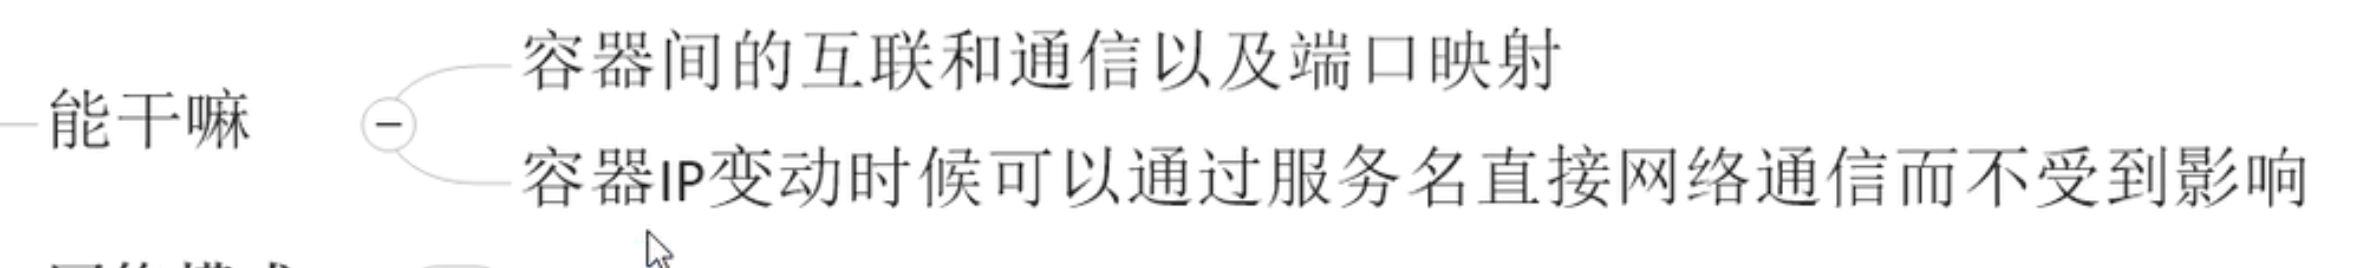 容器间的互联和通信以及端口映射
能干嘛
容器IP变动时候可以通过服务名直接网络通信而不受到影响